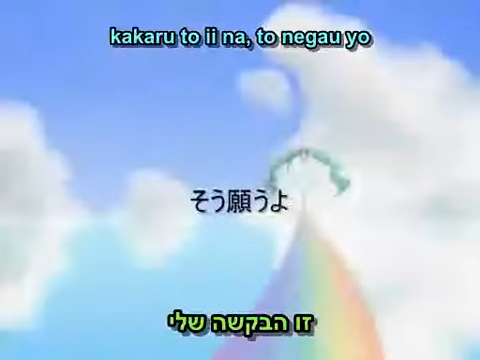 kakaru to ii na, to negau yo
そう願うよ
זו הבקשה שלי